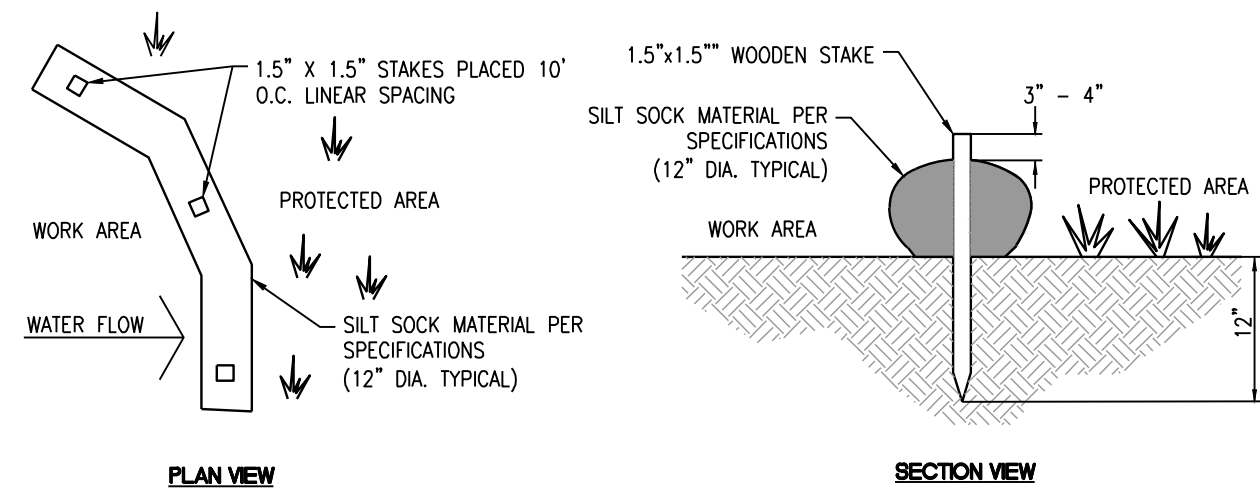 1.5" X 1.5" STAKES PLACED 10'
O.C. LINEAR SPACING
PROTECTED AREA
WORK AREA
WATER FLOW
SILT SOCK MATERIAL PER
SPECIFICATIONS
(12" DIA. TYPICAL)
PLAN VIEW
1.5"x1.5"" WOODEN STAKE
3" - 4"
SILT SOCK MATERIAL PER
SPECIFICATIONS
(12" DIA. TYPICAL)
PROTECTED AREA
WORK AREA
12"
SECTION VIEW